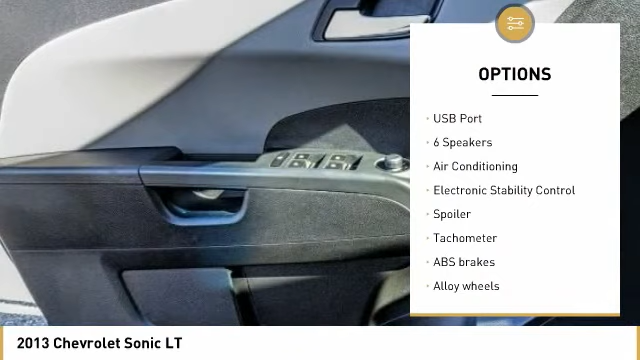 OPTIONS
USB Port
6 Speakers
Air Conditioning
Electronic Stability Control
Spoiler
Tachometer
ABS brakes
Alloy wheels
2013 Chevrolet Sonic LT